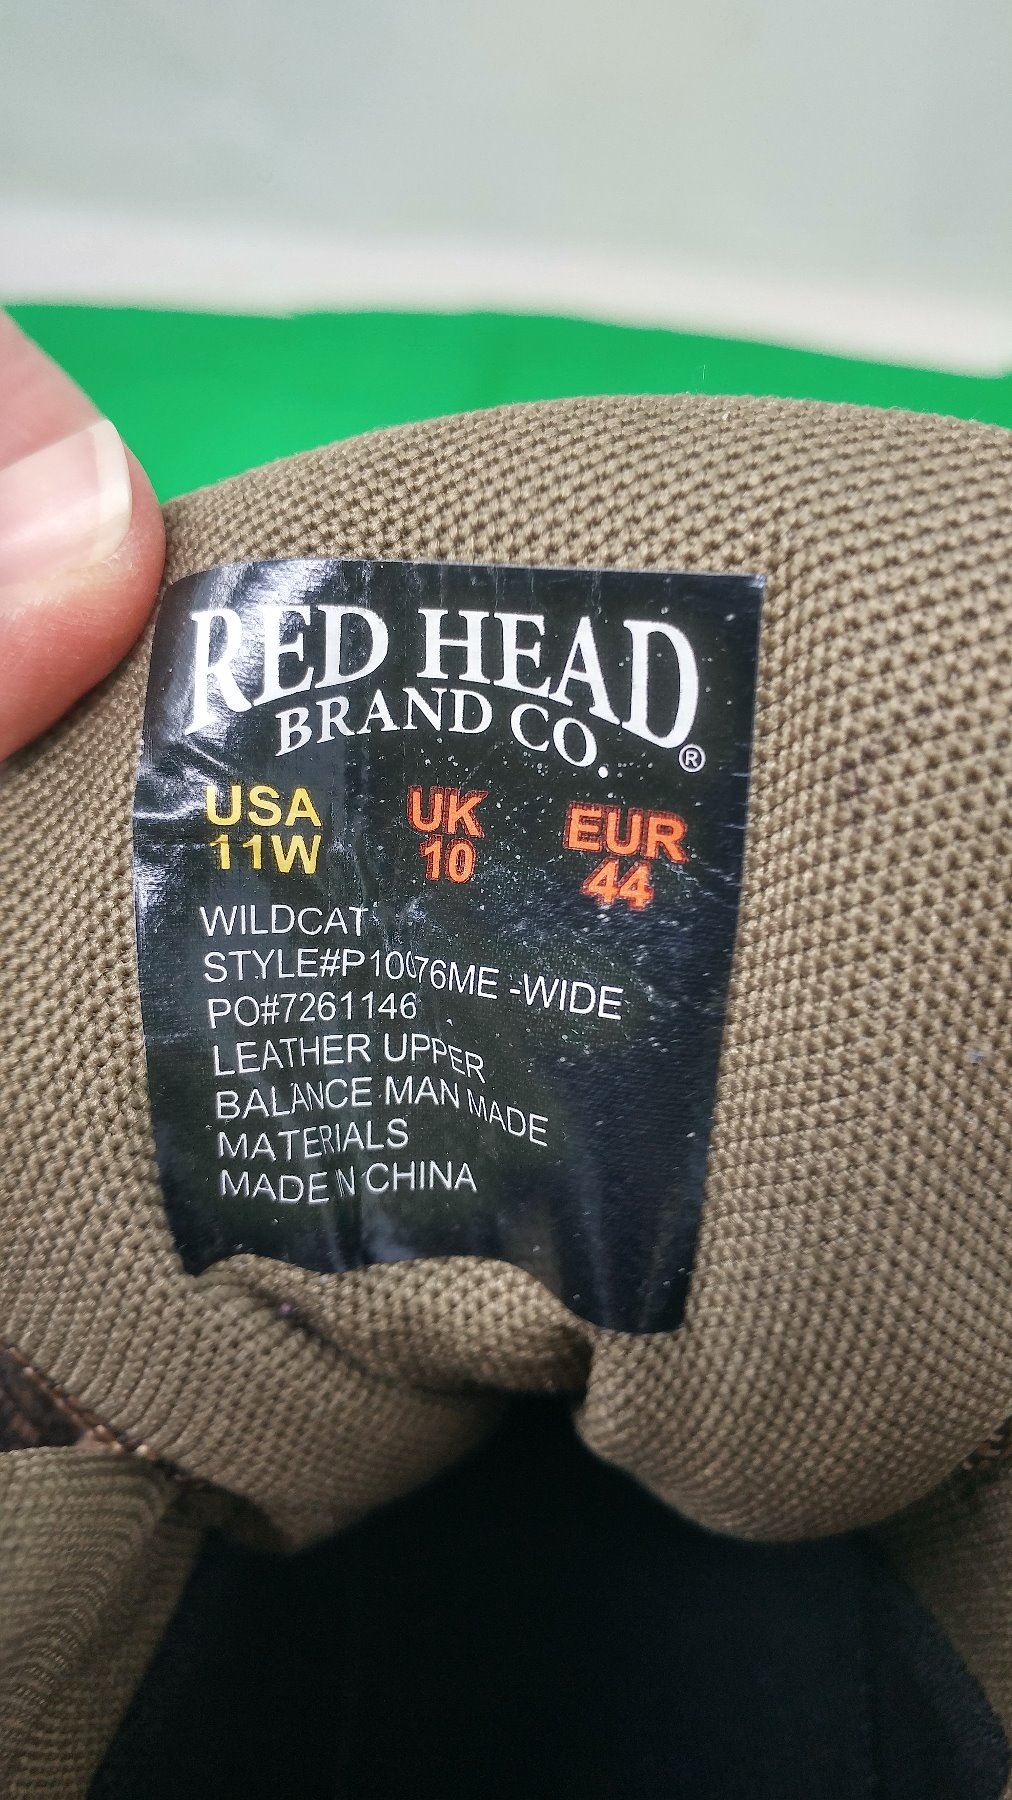 RED HEAD
BRAND CO.®
USA UK EUR
11W 10 44
WILDCAT
STYLE#P10076ME -WIDE
PO#7261146
LEATHER UPPER
BALANCE MAN MADE
MATERIALS
MADE IN CHINA